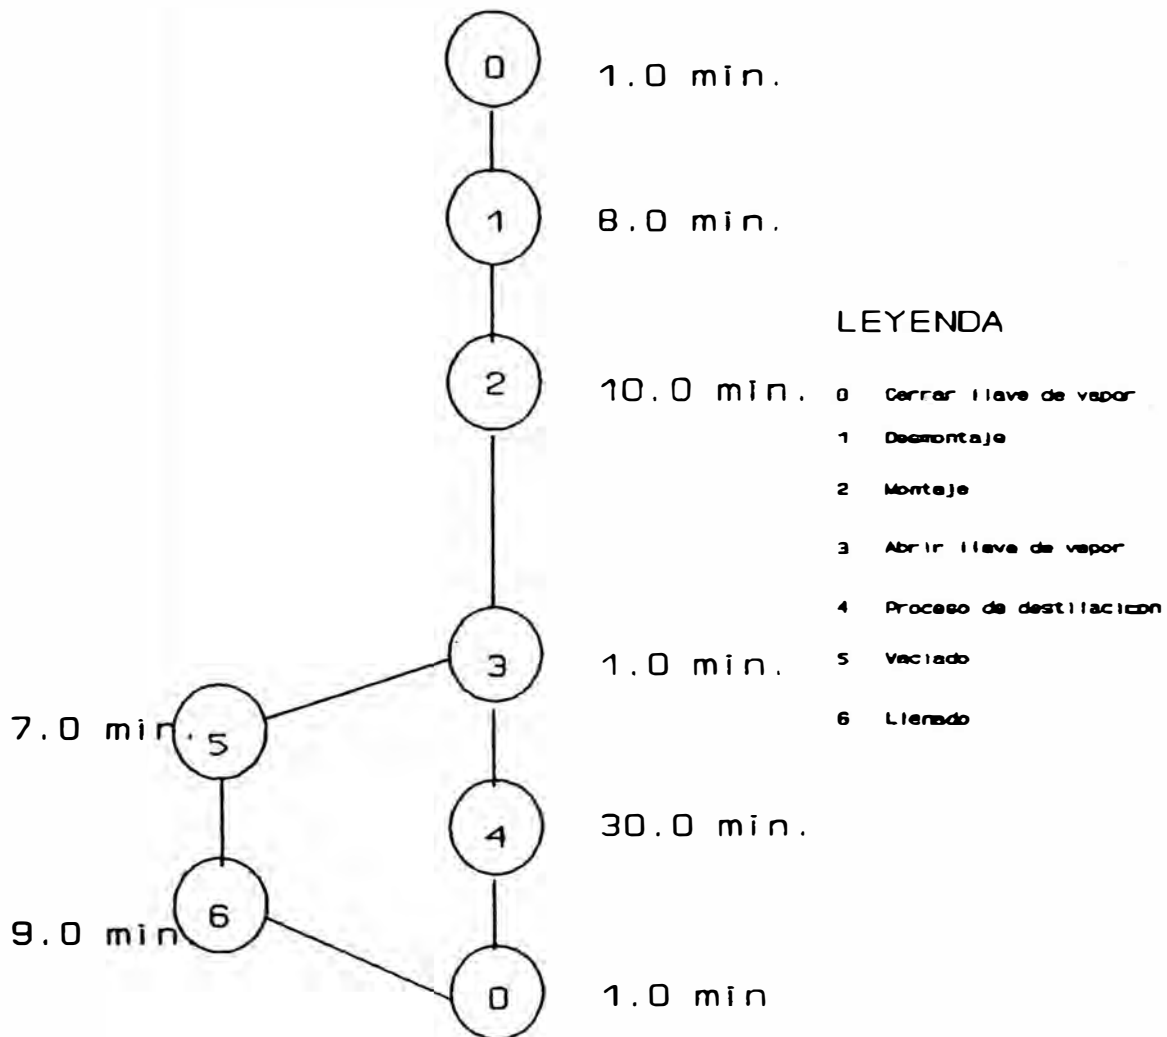 0 1.0 min.
1 8.0 min.
LEYENDA
2 10.0 min.
0 Cerrar llave de vapor
1 Desmontaje
2 Montaje
3 Abrir llave de vapor
4 Proceso de destilacicon
5 Vaciado
6 Llenado
3 1.0 min.
7.0 min. 5
4 30.0 min.
9.0 min. 6
0 1.0 min